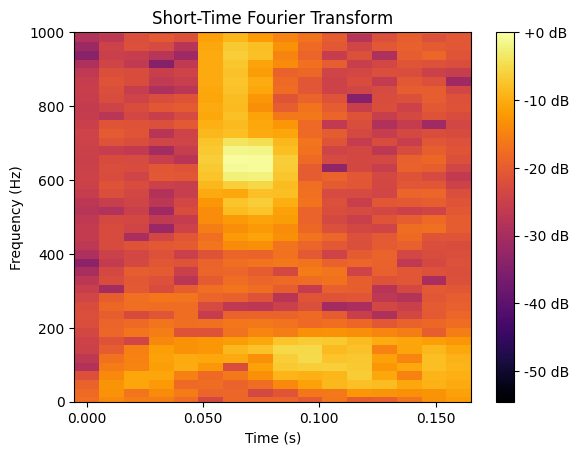 Short-Time Fourier Transform
Frequency (Hz)
1000
800
600
400
200
0
0.000
0.050
0.100
0.150
Time (s)
+0 dB
-10 dB
-20 dB
-30 dB
-40 dB
-50 dB